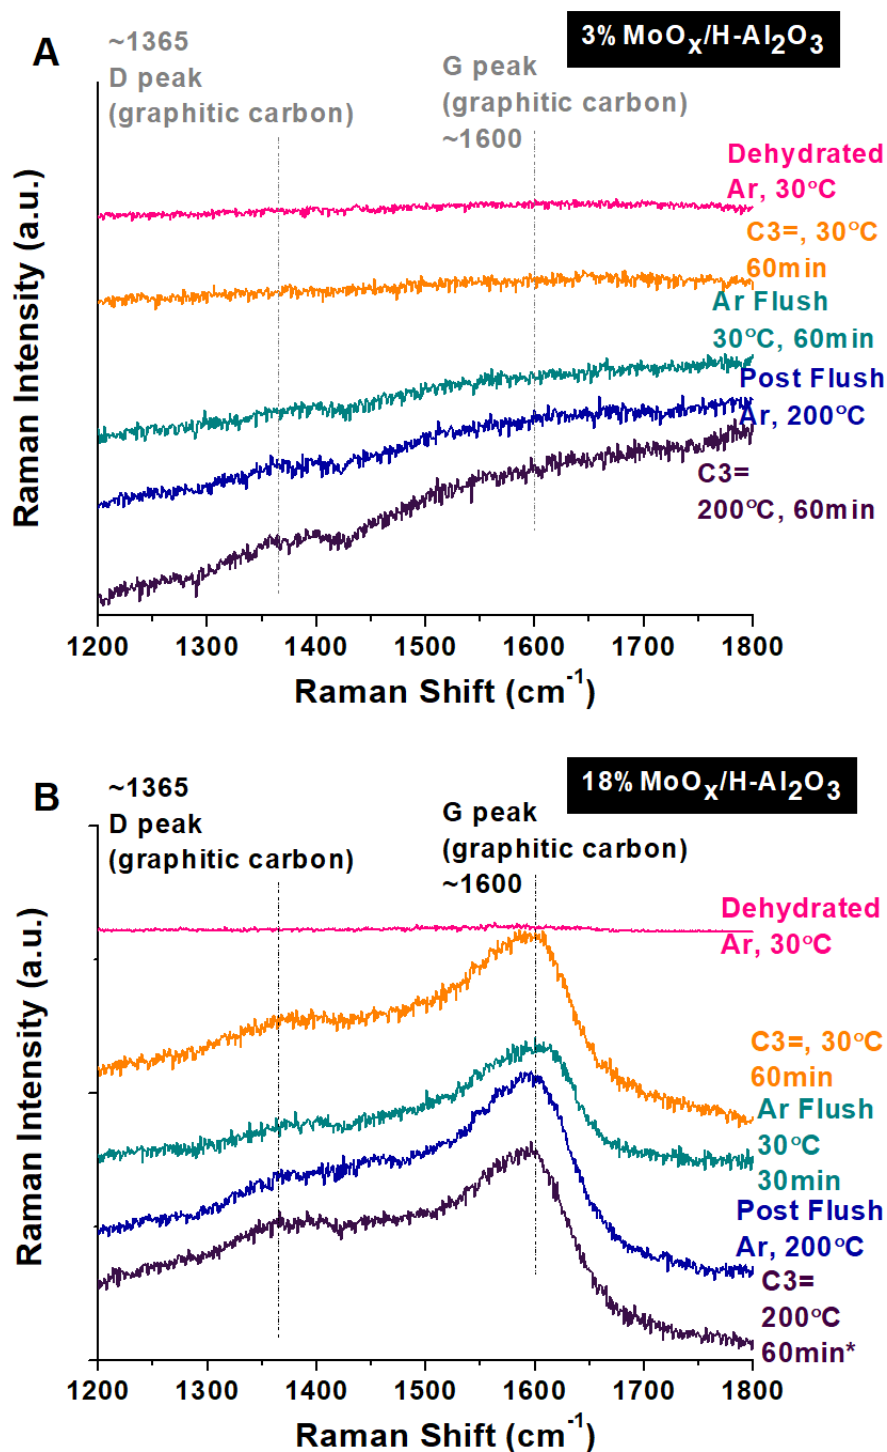 A
~1365
D peak
(graphitic carbon)
G peak
(graphitic carbon)
~1600
3% MoOx/H-Al2O3
Dehydrated
Ar, 30°C
C3=, 30°C
60min
Ar Flush
30°C, 60min
Post Flush
Ar, 200°C
C3=
200°C, 60min
Raman Intensity (a.u.)
1200 1300 1400 1500 1600 1700 1800
Raman Shift (cm-1)
B
~1365
D peak
(graphitic carbon)
G peak
(graphitic carbon)
~1600
18% MoOx/H-Al2O3
Dehydrated
Ar, 30°C
C3=, 30°C
60min
Ar Flush
30°C
30min
Post Flush
Ar, 200°C
C3=
200°C
60min*
Raman Intensity (a.u.)
1200 1300 1400 1500 1600 1700 1800
Raman Shift (cm-1)